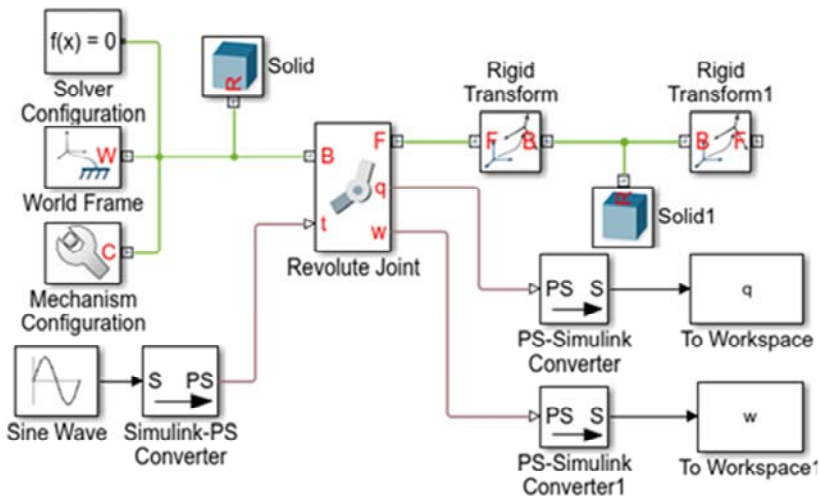 f(x) = 0
Solver
Configuration
W
World Frame
C
Mechanism
Configuration
R
Solid
B
F
q
t
w
Revolute Joint
Rigid
Transform
F
B
Rigid
Transform1
B
F
R
Solid1
PS S
PS-Simulink
Converter
q
To Workspace
Sine Wave
S PS
Simulink-PS
Converter
PS S
PS-Simulink
Converter1
w
To Workspace1